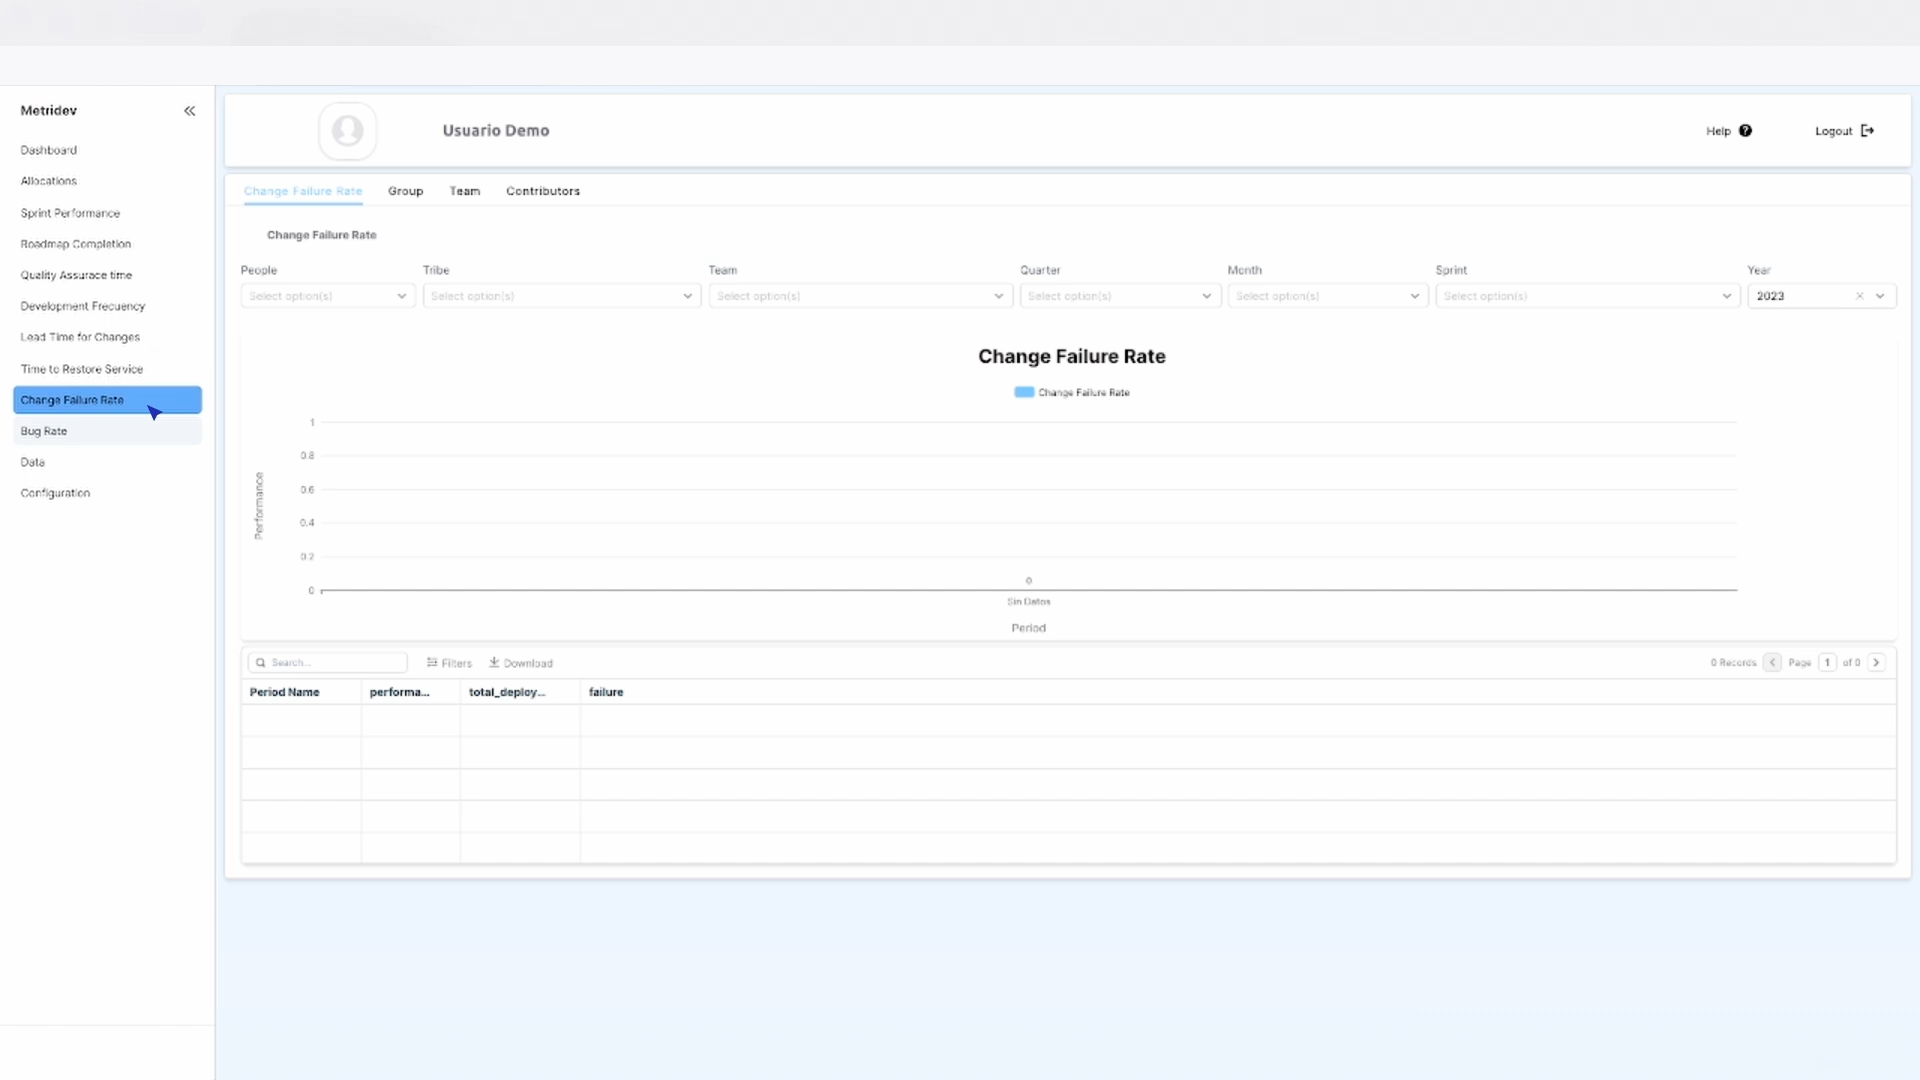 Metridev
Dashboard
Allocations
Sprint Performance
Roadmap Completion
Quality Assurace time
Development Frecuency
Lead Time for Changes
Time to Restore Service
Change Failure Rate
Bug Rate
Data
Configuration
Usuario Demo
Help ?
Logout
Change Failure Rate Group Team Contributors
Change Failure Rate
People Tribe Team Quarter Month Sprint Year
Select option(s) Select option(s) Select option(s) Select option(s) Select option(s) Select option(s) 2023
Change Failure Rate
Change Failure Rate
Performance
1
0.8
0.6
0.4
0.2
0
0
Sin Datos
Period
Search... Filters Download 0 Records Page 1 of 0
Period Name performa... total_deploy... failure